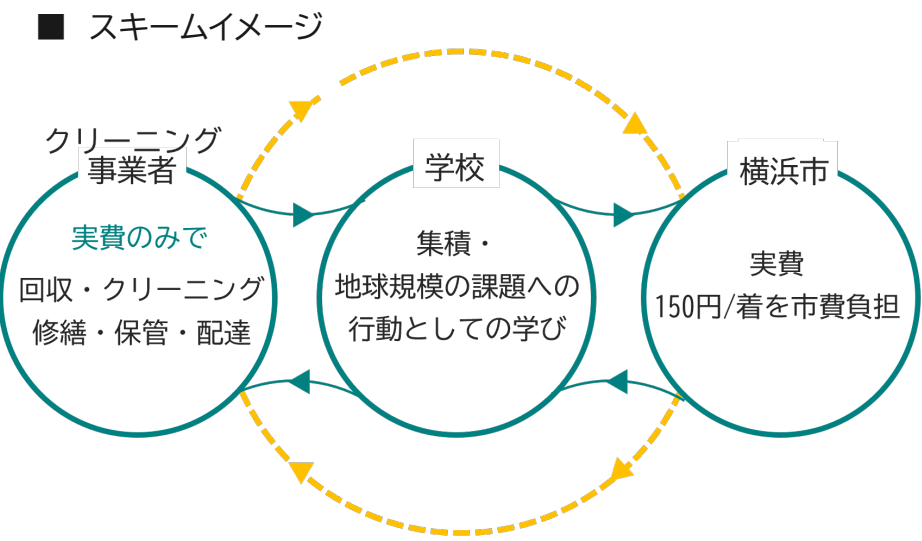 ■ スキームイメージ
クリーニング
事業者
実費のみで
回収・クリーニング
修繕・保管・配達
学校
集積・
地球規模の課題への
行動としての学び
横浜市
実費
150円/着を市費負担